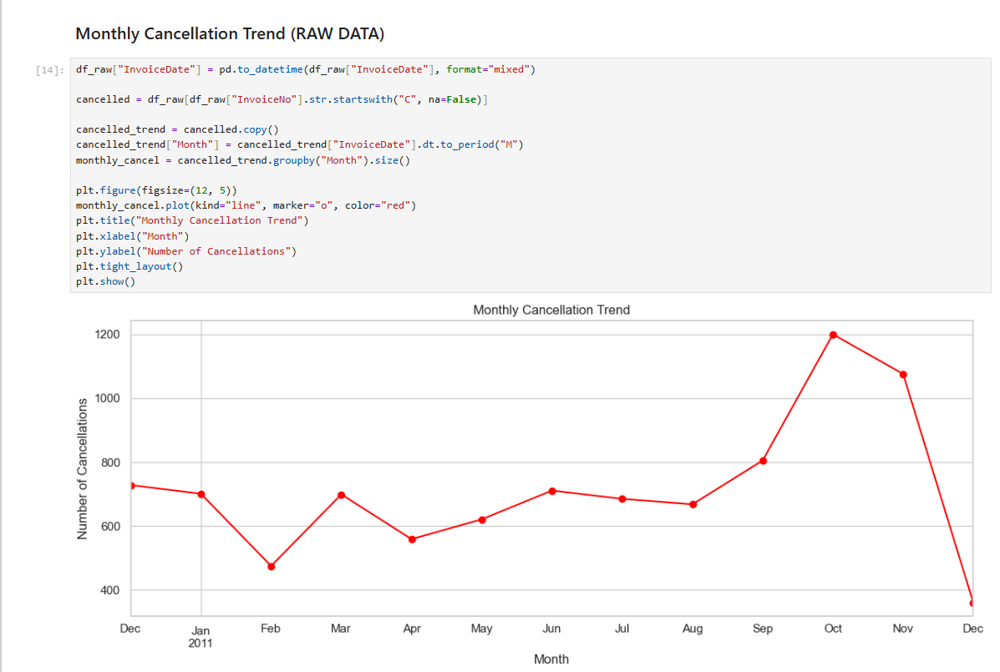 Monthly Cancellation Trend (RAW DATA)
[14]:
df_raw["InvoiceDate"] = pd.to_datetime(df_raw["InvoiceDate"], format="mixed")
cancelled = df_raw[df_raw["InvoiceNo"].str.startswith("C", na=False)]
cancelled_trend = cancelled.copy()
cancelled_trend["Month"] = cancelled_trend["InvoiceDate"].dt.to_period("M")
monthly_cancel = cancelled_trend.groupby("Month").size()
plt.figure(figsize=(12, 5))
monthly_cancel.plot(kind="line", marker="o", color="red")
plt.title("Monthly Cancellation Trend")
plt.xlabel("Month")
plt.ylabel("Number of Cancellations")
plt.tight_layout()
plt.show()
Monthly Cancellation Trend
Number of Cancellations
1200
1000
800
600
400
Dec Jan Feb Mar Apr May Jun Jul Aug Sep Oct Nov Dec
2011
Month